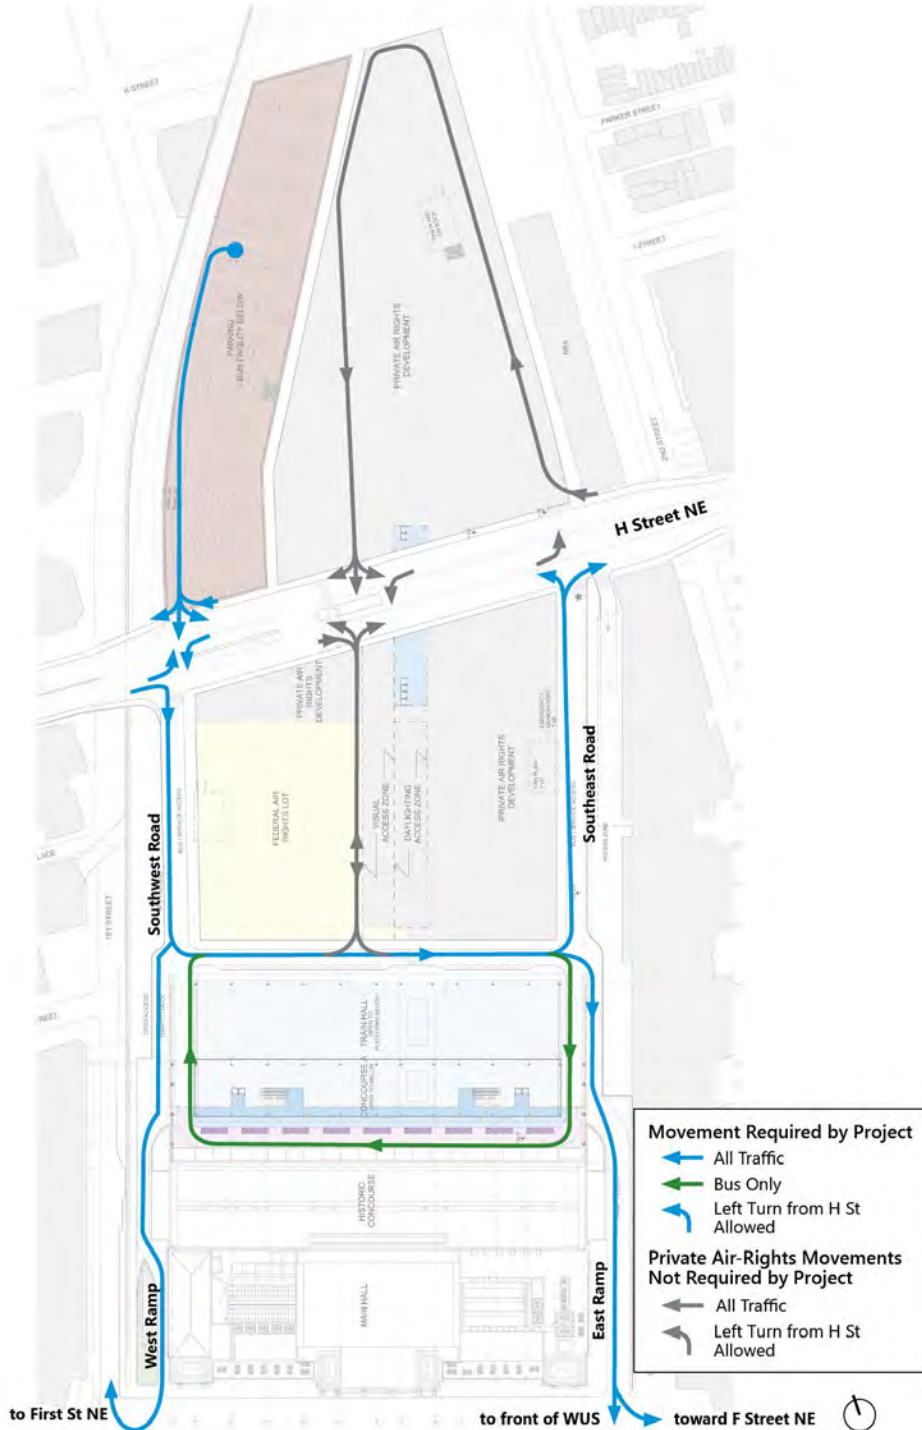 K STREET
PARKER STREET
I STREET
PARKING
BUS FACILITY BELOW
PRIVATE AIR RIGHTS
DEVELOPMENT
REA
2ND STREET
H Street NE
PRIVATE AIR
RIGHTS
DEVELOPMENT
FEDERAL AIR
RIGHTS LOT
VISUAL
ACCESS ZONE
DAYLIGHTING
ACCESS ZONE
PRIVATE AIR RIGHTS
DEVELOPMENT
Southwest Road
Southeast Road
1ST STREET
LACE
REET
TRAIN HALL
CONCOURSE A
HISTORIC
CONCOURSE
MAIN HALL
West Ramp
East Ramp
Movement Required by Project
All Traffic
Bus Only
Left Turn from H St
Allowed
Private Air-Rights Movements
Not Required by Project
All Traffic
Left Turn from H St
Allowed
to First St NE
to front of WUS
toward F Street NE